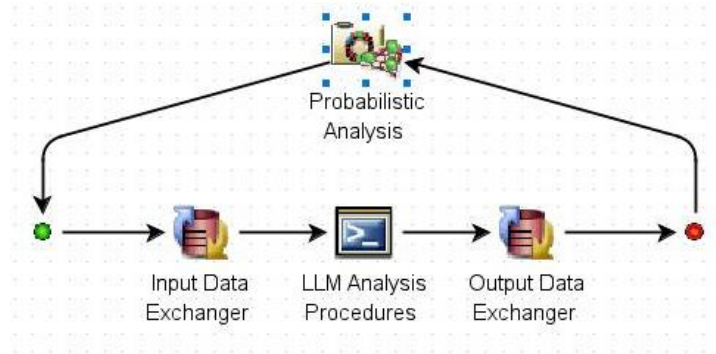 Probabilistic
Analysis
Input Data
Exchanger
LLM Analysis
Procedures
Output Data
Exchanger